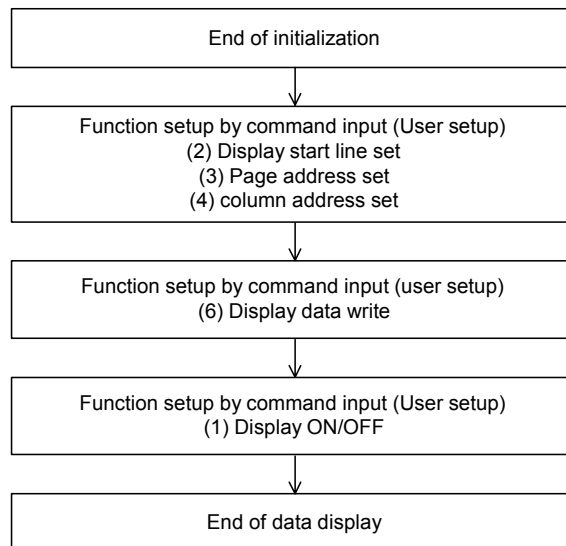 End of initialization
Function setup by command input (User setup)
(2) Display start line set
(3) Page address set
(4) column address set
Function setup by command input (user setup)
(6) Display data write
Function setup by command input (User setup)
(1) Display ON/OFF
End of data display